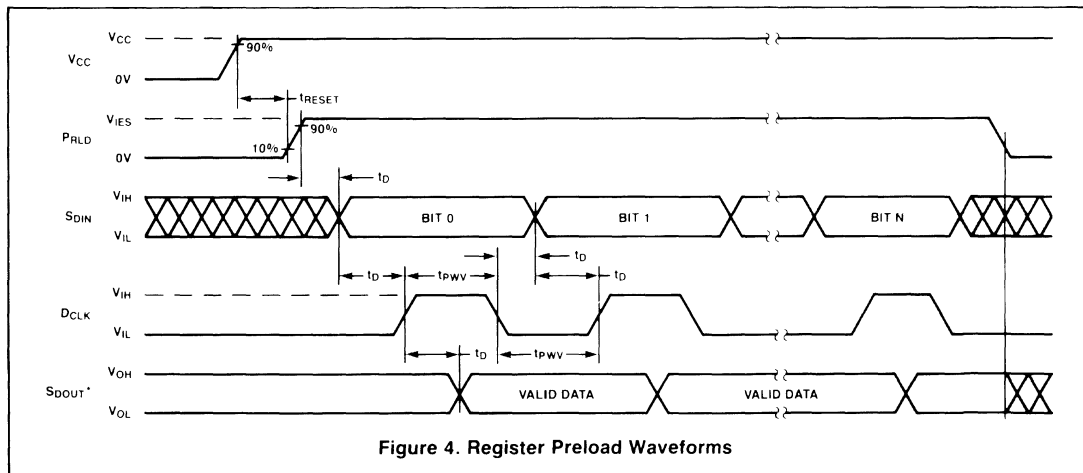 VCC
VCC
90%
0V
tRESET
VIES
PRLD
90%
10%
0V
tD
VIH
SDIN
BIT 0
BIT 1
BIT N
VIL
tD
tD
tPWV
tD
VIH
DCLK
VIL
tD
tPWV
VOH
SDOUT*
VALID DATA
VALID DATA
VOL
Figure 4. Register Preload Waveforms